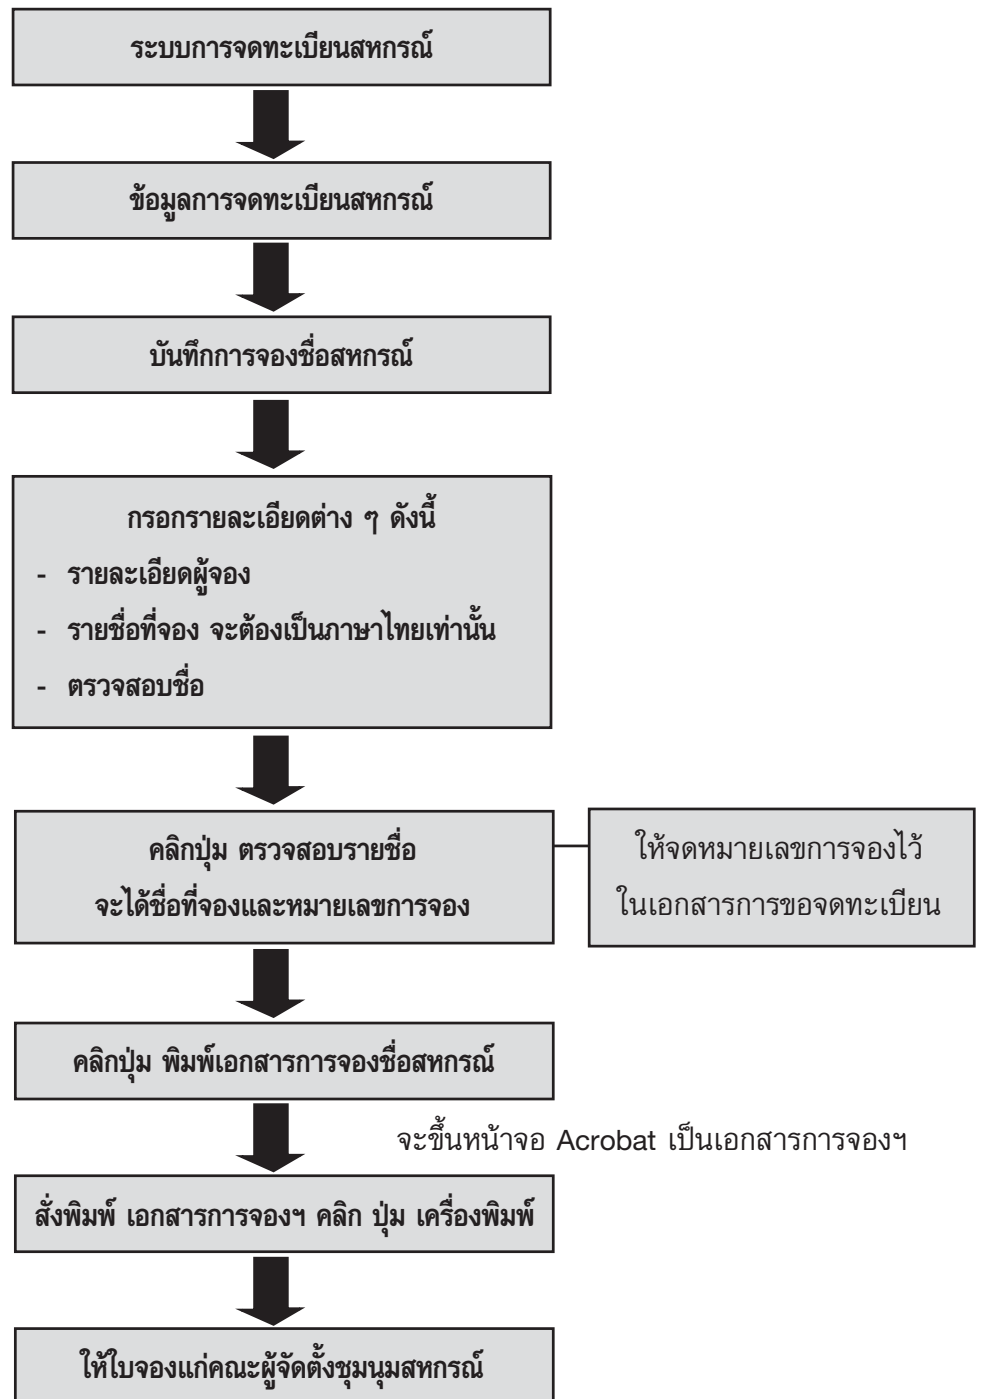 ระบบการจดทะเบียนสหกรณ์
ข้อมูลการจดทะเบียนสหกรณ์
บันทึกการจองชื่อสหกรณ์
กรอกรายละเอียดต่าง ๆ ดังนี้
- รายละเอียดผู้จอง
- รายชื่อที่จอง จะต้องเป็นภาษาไทยเท่านั้น
- ตรวจสอบชื่อ
คลิกปุ่ม ตรวจสอบรายชื่อ
จะได้ชื่อที่จองและหมายเลขการจอง
ให้จดหมายเลขการจองไว้
ในเอกสารการขอจดทะเบียน
คลิกปุ่ม พิมพ์เอกสารการจองชื่อสหกรณ์
จะขึ้นหน้าจอ Acrobat เป็นเอกสารการจองฯ
สั่งพิมพ์ เอกสารการจองฯ คลิก ปุ่ม เครื่องพิมพ์
ให้ใบจองแก่คณะผู้จัดตั้งชุมนุมสหกรณ์